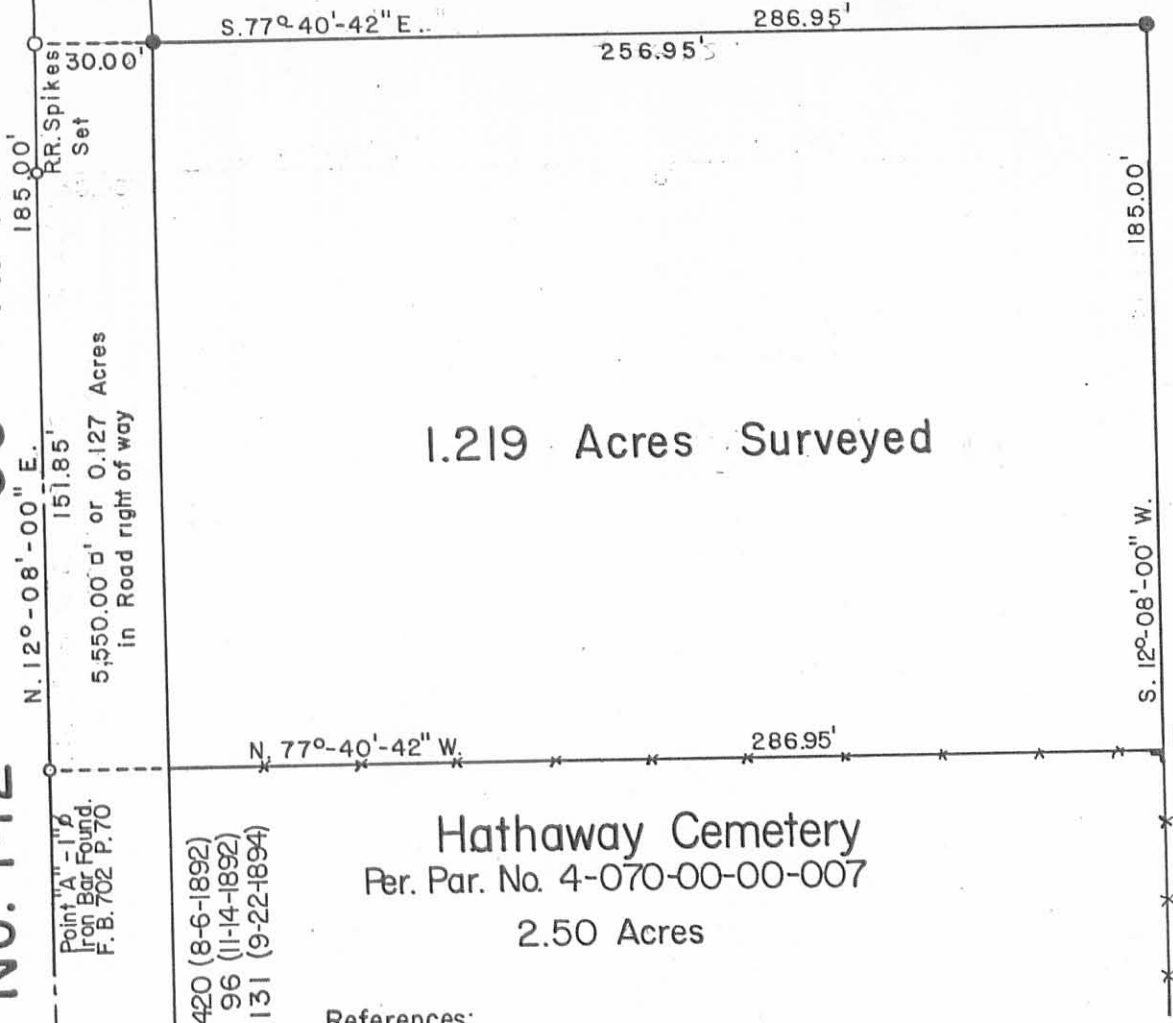 S.77°-40'-42" E.
286.95'
30.00'
256.95'
R.R. Spikes
Set
185.00'
185.00'
N. 12°-08'-00" E.
151.85'
5,550.00 □' or 0.127 Acres
in Road right of way
1.219 Acres Surveyed
S. 12°-08'-00" W.
N. 77°-40'-42" W.
286.95'
Point "A" - 1" ø
Iron Bar Found.
F. B. 702 P. 70
420 (8-6-1892)
96 (11-14-1892)
131 (9-22-1894)
Hathaway Cemetery
Per. Par. No. 4-070-00-00-007
2.50 Acres
References: